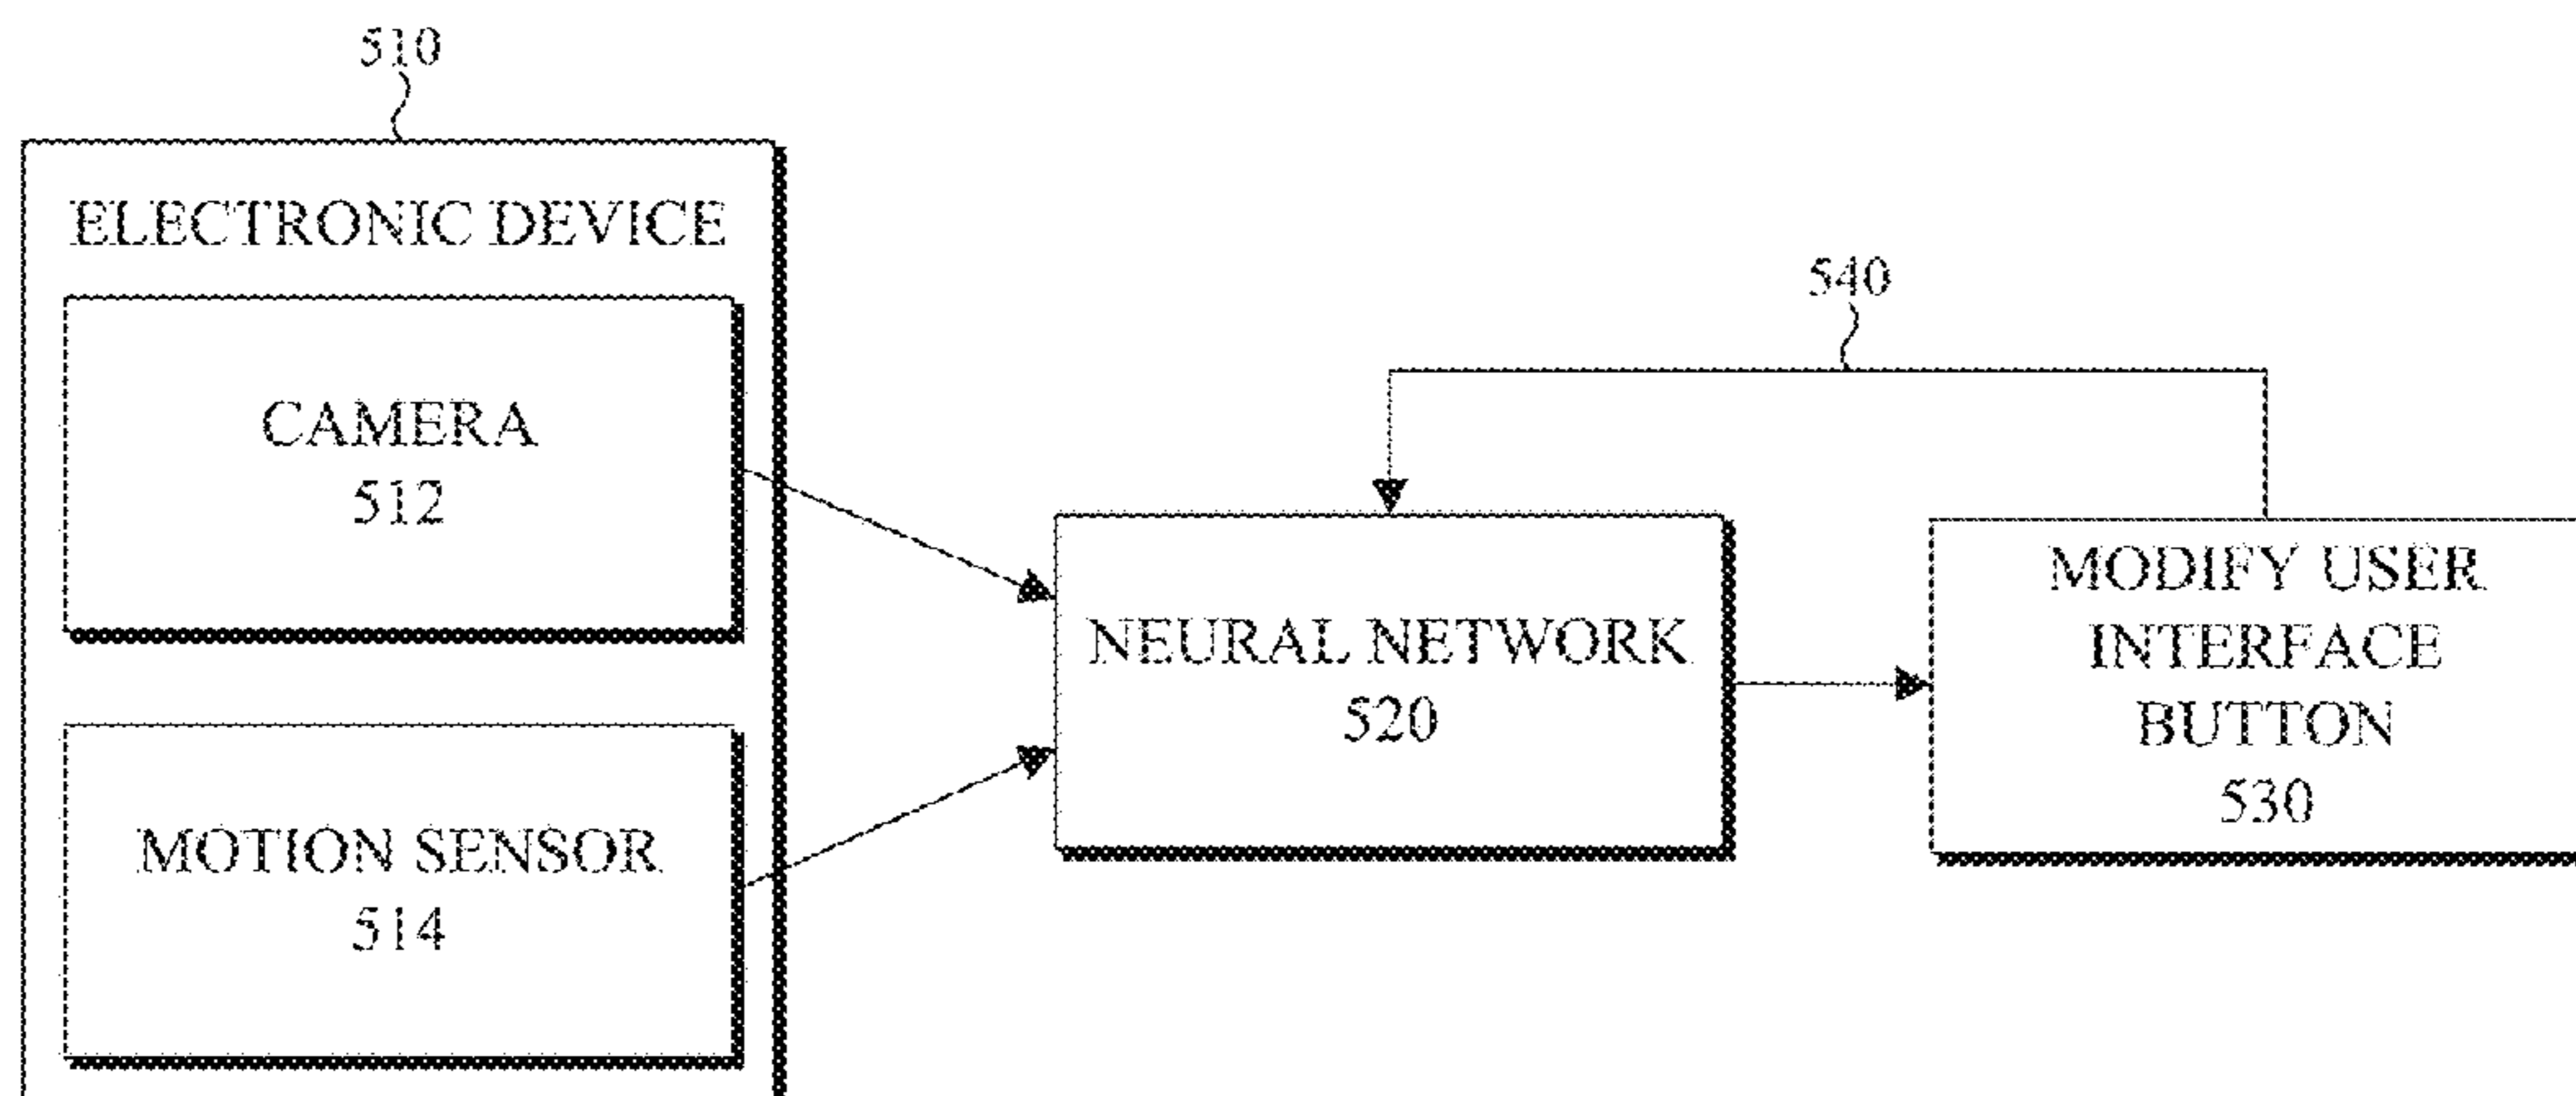 510
ELECTRONIC DEVICE
CAMERA
512
MOTION SENSOR
514
NEURAL NETWORK
520
540
MODIFY USER
INTERFACE
BUTTON
530